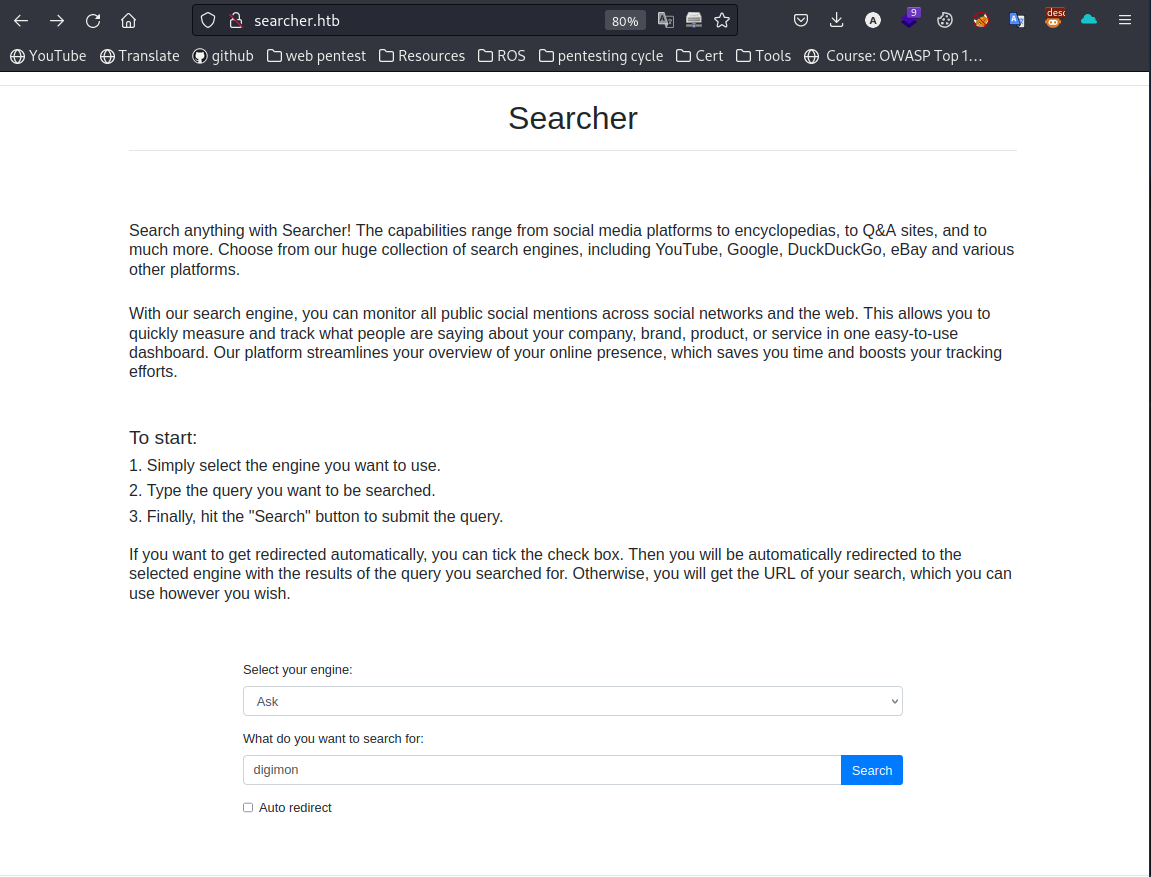 searcher.htb
80%
9
YouTube Translate github web pentest Resources ROS pentesting cycle Cert Tools Course: OWASP Top 1…
Searcher
Search anything with Searcher! The capabilities range from social media platforms to encyclopedias, to Q&A sites, and to
much more. Choose from our huge collection of search engines, including YouTube, Google, DuckDuckGo, eBay and various
other platforms.
With our search engine, you can monitor all public social mentions across social networks and the web. This allows you to
quickly measure and track what people are saying about your company, brand, product, or service in one easy-to-use
dashboard. Our platform streamlines your overview of your online presence, which saves you time and boosts your tracking
efforts.
To start:
1. Simply select the engine you want to use.
2. Type the query you want to be searched.
3. Finally, hit the "Search" button to submit the query.
If you want to get redirected automatically, you can tick the check box. Then you will be automatically redirected to the
selected engine with the results of the query you searched for. Otherwise, you will get the URL of your search, which you can
use however you wish.
Select your engine:
Ask
What do you want to search for:
digimon Search
Auto redirect